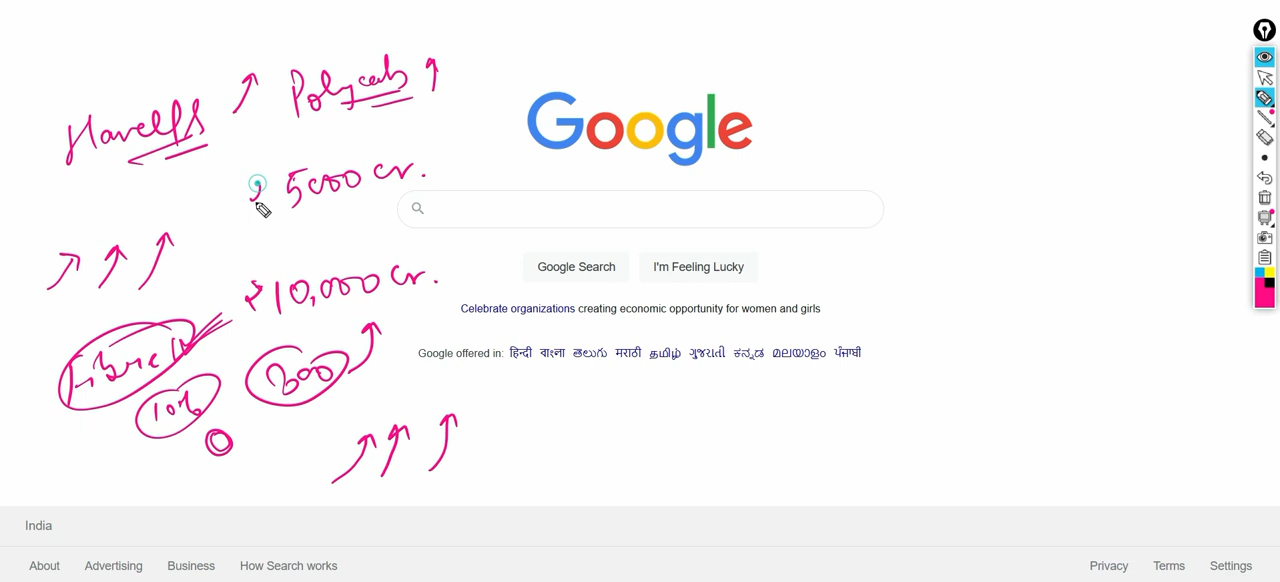 Havells Polycab
5000 cr.
₹10,000 cr.
10%
Google
Google Search I'm Feeling Lucky
Celebrate organizations creating economic opportunity for women and girls
Google offered in: हिन्दी বাংলা తెలుగు मराठी தமிழ் ગુજરાતી ಕನ್ನಡ മലയാളം ਪੰਜਾਬੀ
India
About Advertising Business How Search works Privacy Terms Settings